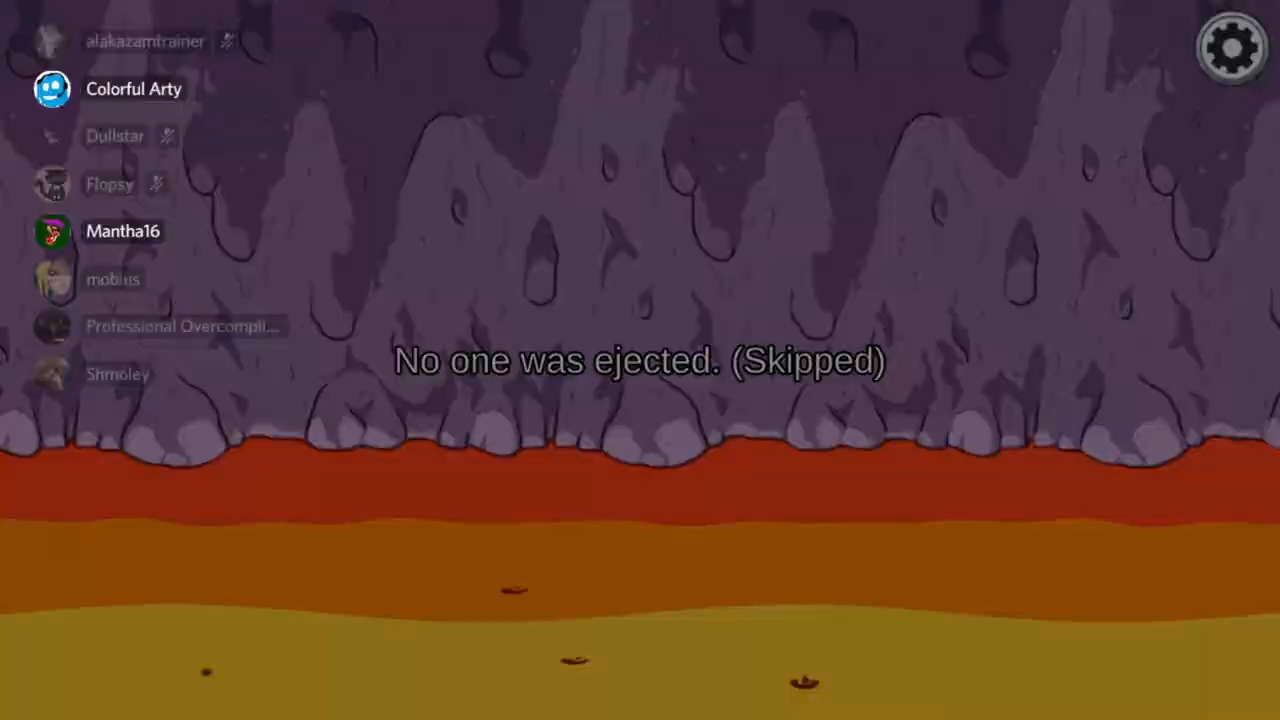 alakazamtrainer
Colorful Arty
Dullstar
Flopsy
Mantha16
mobius
Professional Overcompli...
Shmoley
No one was ejected. (Skipped)